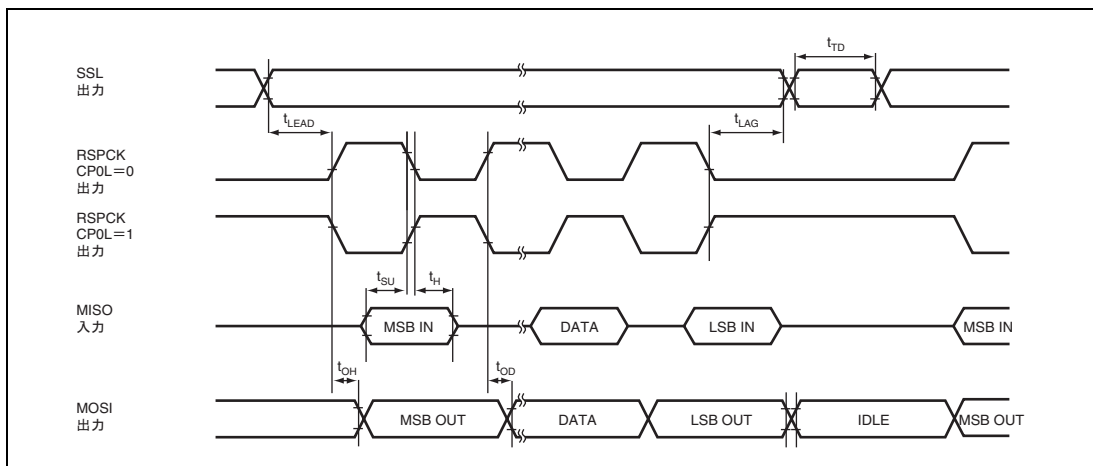 SSL
出力
tTD
tLEAD
tLAG
RSPCK
CP0L＝0
出力
RSPCK
CP0L＝1
出力
tSU
tH
MISO
入力
MSB IN
DATA
LSB IN
MSB IN
tOH
tOD
MOSI
出力
MSB OUT
DATA
LSB OUT
IDLE
MSB OUT